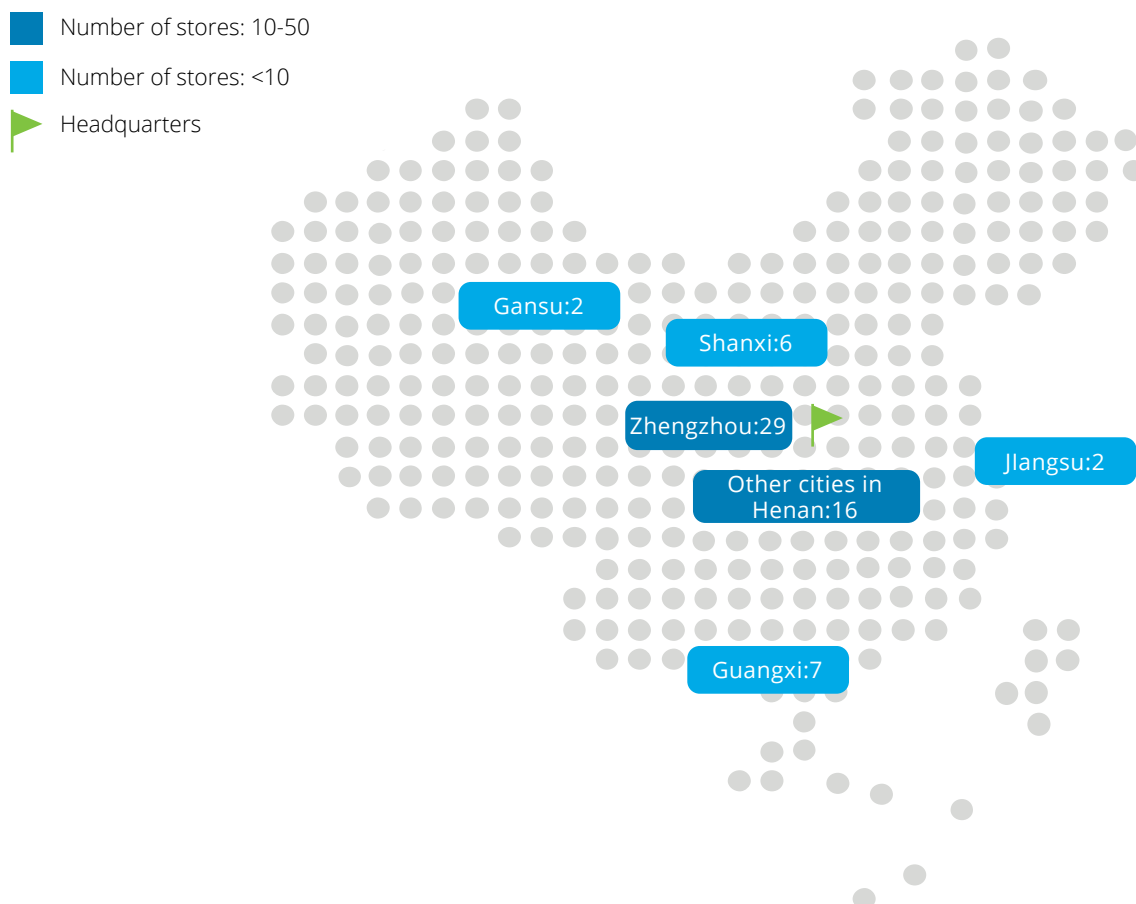 Number of stores: 10-50
Number of stores: <10
Headquarters
Gansu:2
Shanxi:6
Zhengzhou:29
JIangsu:2
Other cities in
Henan:16
Guangxi:7